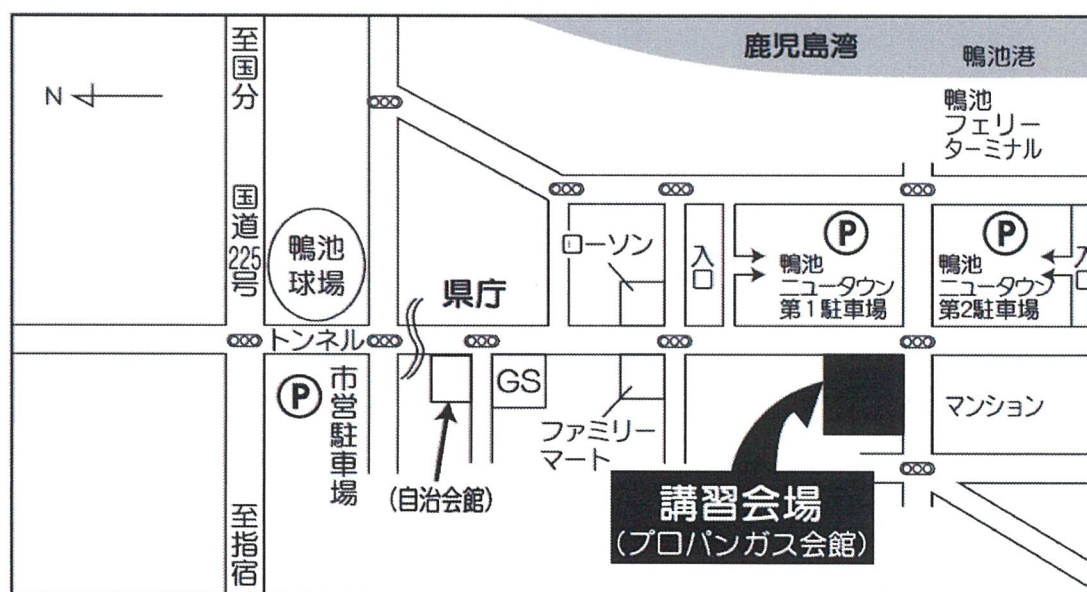 至国分
国道225号
至指宿
N
鹿児島湾
鴨池港
鴨池
フェリー
ターミナル
鴨池
球場
県庁
ローソン
入口
P
鴨池
ニュータウン
第1駐車場
P
鴨池
ニュータウン
第2駐車場
入口
トンネル
P
市営駐車場
(自治会館)
GS
ファミリー
マート
マンション
講習会場
(プロパンガス会館)